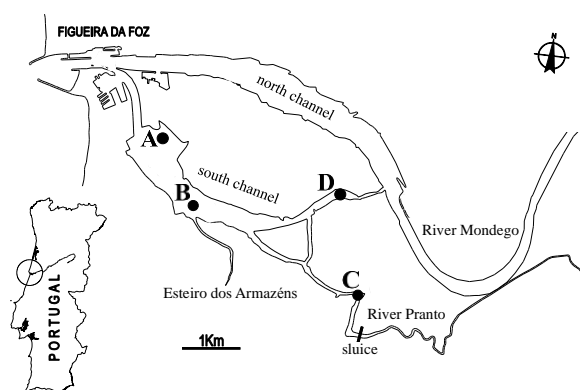 FIGUEIRA DA FOZ
N
north channel
A
south channel
B
D
River Mondego
Esteiro dos Armazéns
C
River Pranto
1Km
sluice
PORTUGAL